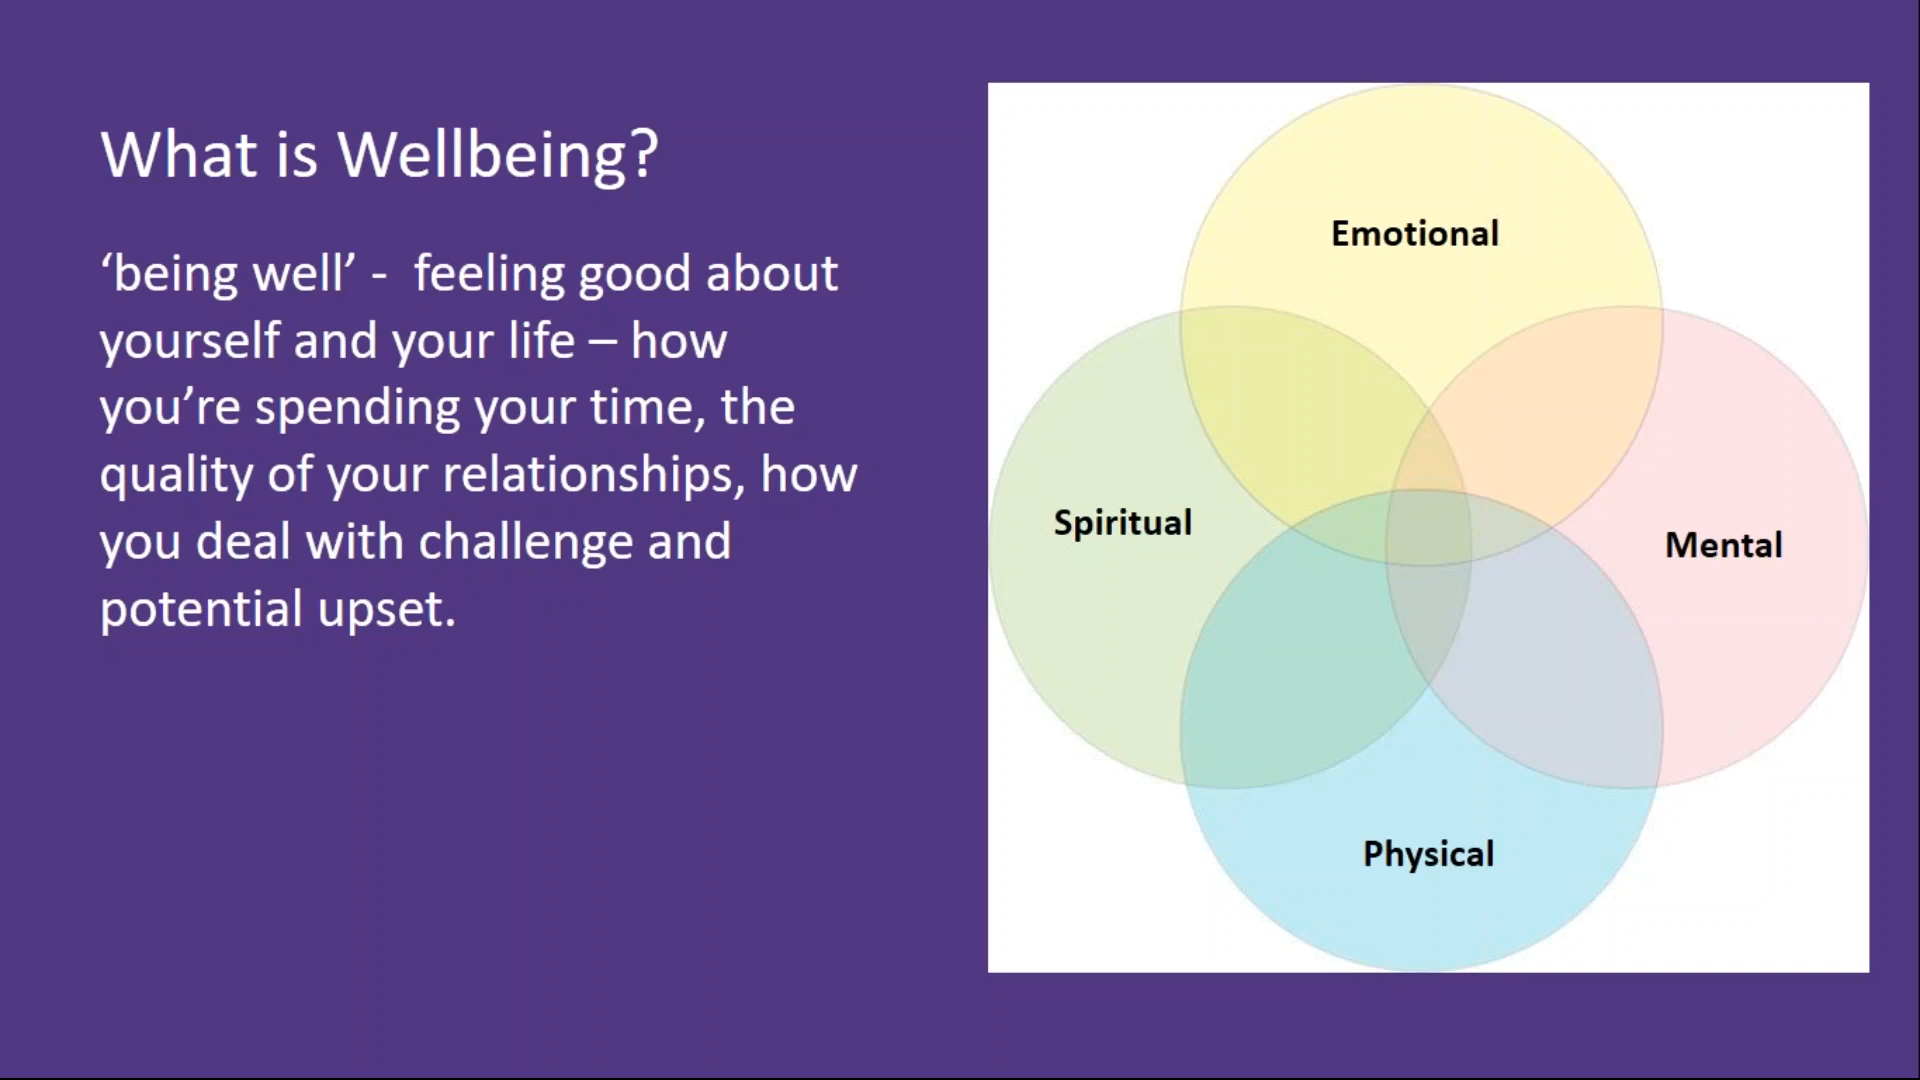 What is Wellbeing?
‘being well’ -  feeling good about
yourself and your life – how
you’re spending your time, the
quality of your relationships, how
you deal with challenge and
potential upset.
Emotional
Spiritual
Mental
Physical